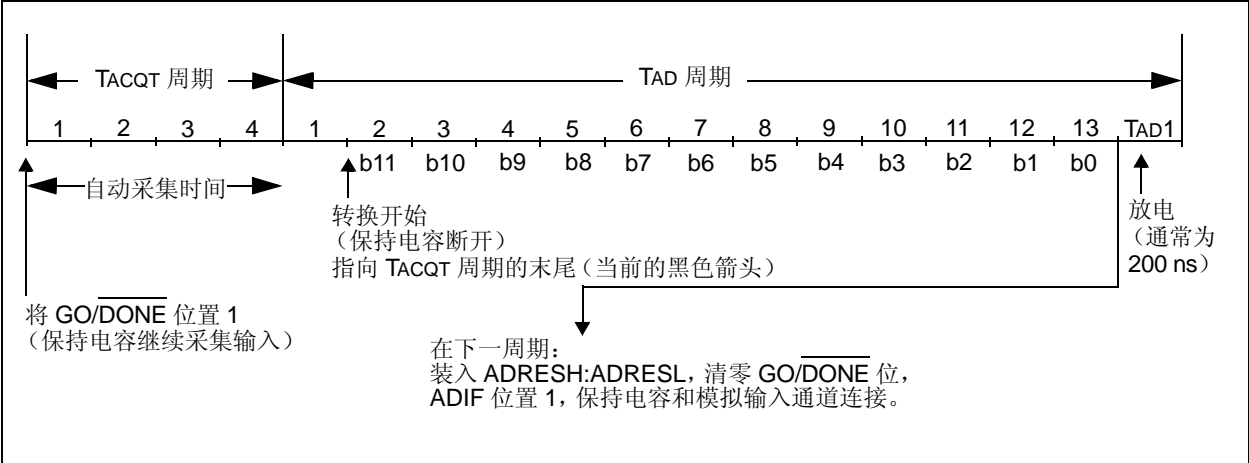 TACQT 周期
TAD 周期
1 2 3 4 1 2 3 4 5 6 7 8 9 10 11 12 13 TAD1
b11 b10 b9 b8 b7 b6 b5 b4 b3 b2 b1 b0
自动采集时间
转换开始
（保持电容断开）
指向 TACQT 周期的末尾（当前的黑色箭头）
放电
（通常为
200 ns）
将 GO/DONE 位置 1
（保持电容继续采集输入）
在下一周期：
装入 ADRESH:ADRESL，清零 GO/DONE 位，
ADIF 位置 1，保持电容和模拟输入通道连接。